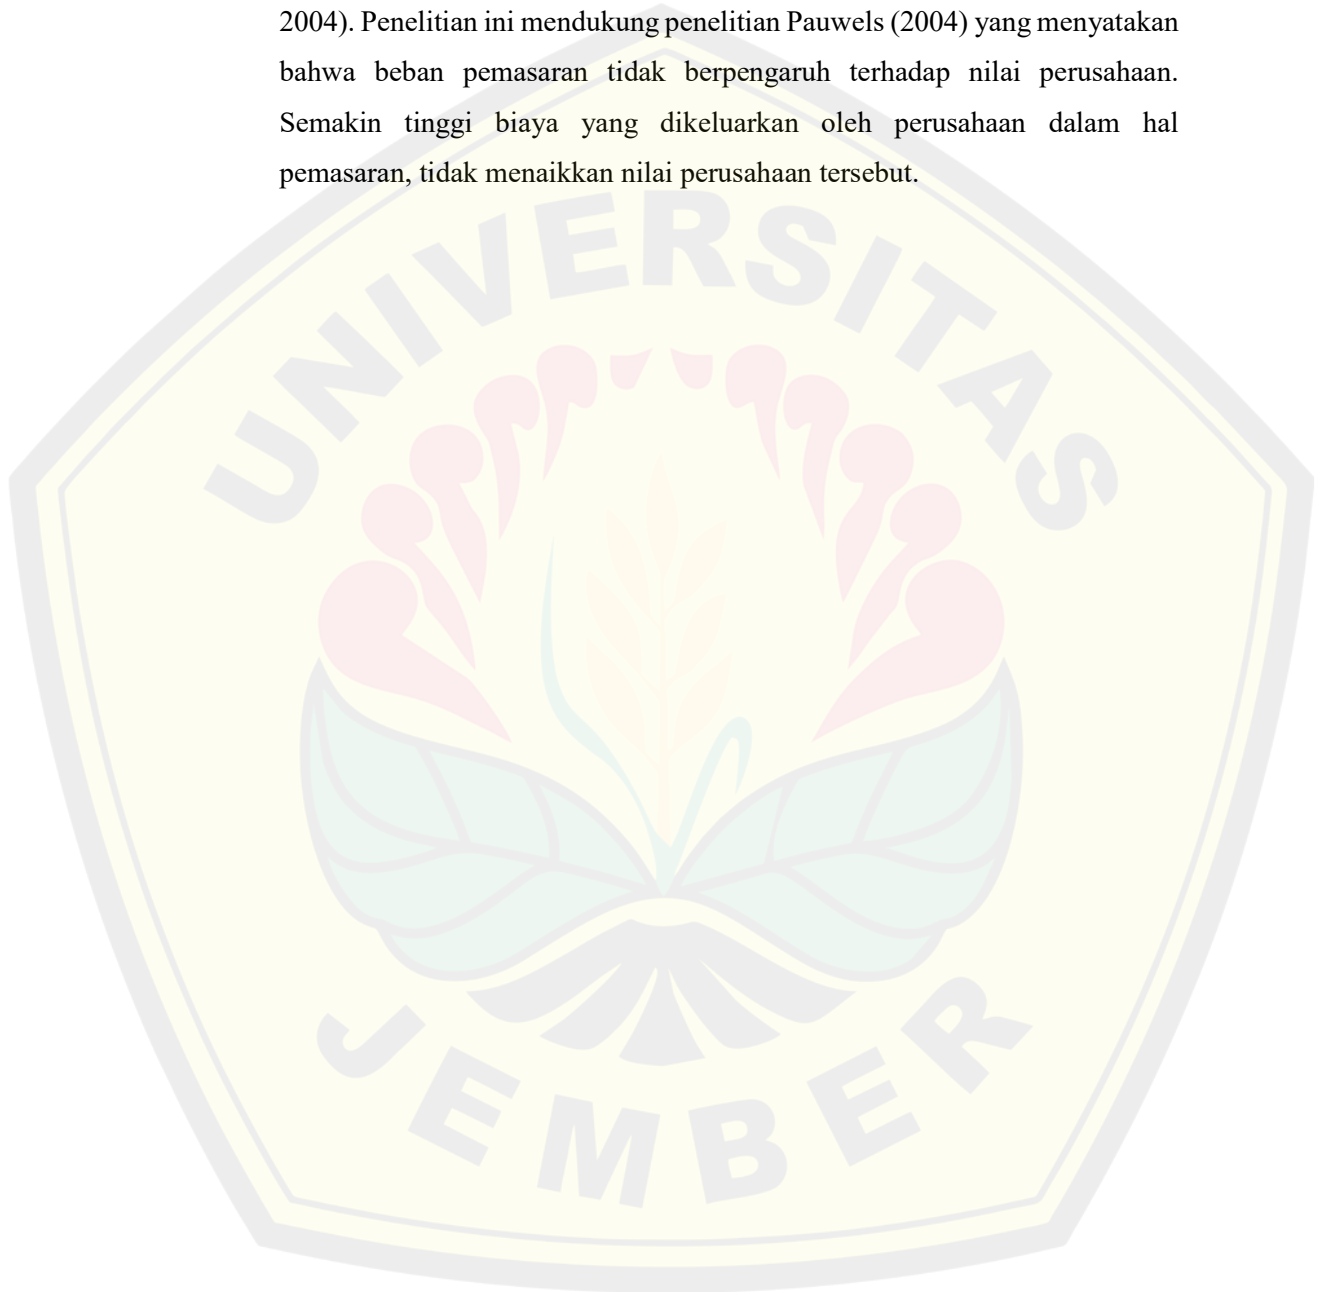 2004). Penelitian ini mendukung penelitian Pauwels (2004) yang menyatakan
bahwa beban pemasaran tidak berpengaruh terhadap nilai perusahaan.
Semakin tinggi biaya yang dikeluarkan oleh perusahaan dalam hal
pemasaran, tidak menaikkan nilai perusahaan tersebut.
UNIVERSITAS
JEMBER